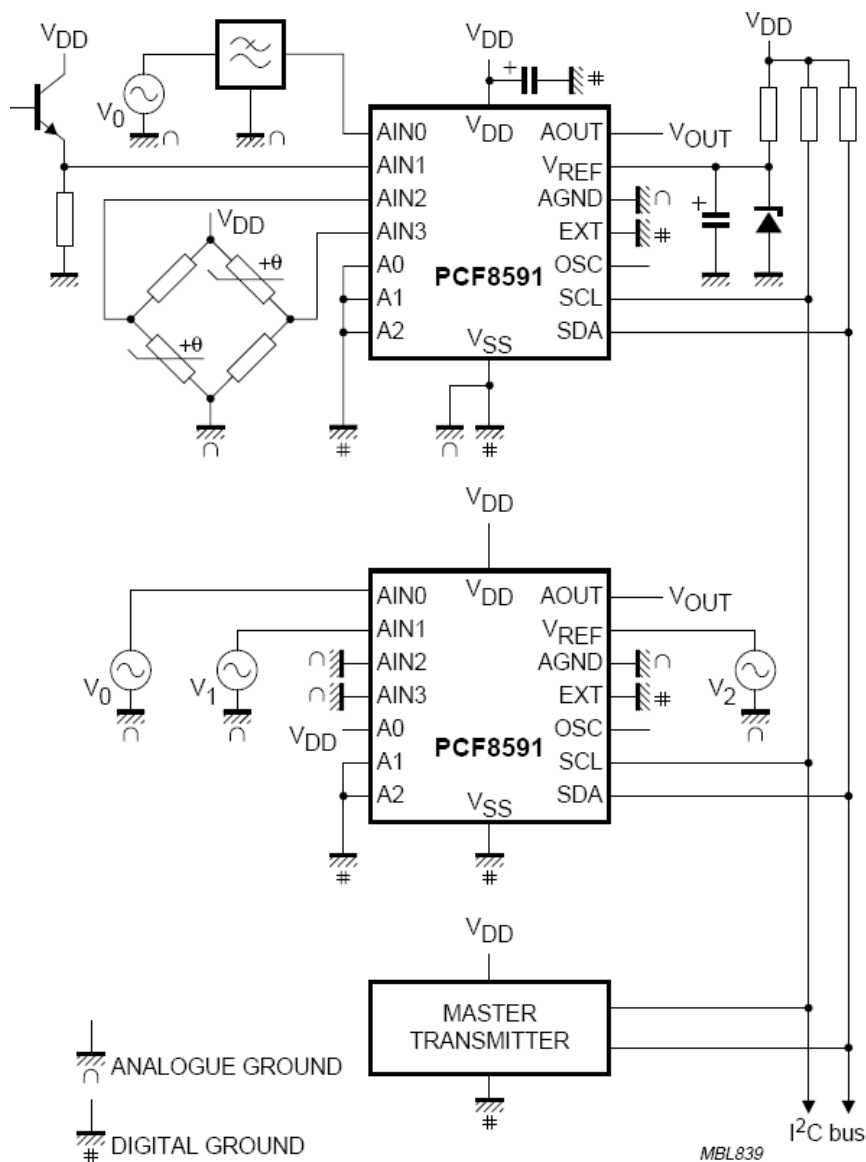 VDD
V0
VDD
VDD
AIN0
AIN1
AIN2
AIN3
A0
A1
A2
VDD
AOUT
VREF
AGND
EXT
OSC
SCL
SDA
PCF8591
VSS
VOUT
+
+
VDD
VDD
+θ
+θ
VDD
AIN0
AIN1
AIN2
AIN3
A0
A1
A2
VDD
AOUT
VREF
AGND
EXT
OSC
SCL
SDA
PCF8591
VSS
VOUT
V0
V1
V2
VDD
VDD
MASTER
TRANSMITTER
ANALOGUE GROUND
DIGITAL GROUND
I²C bus
MBL839